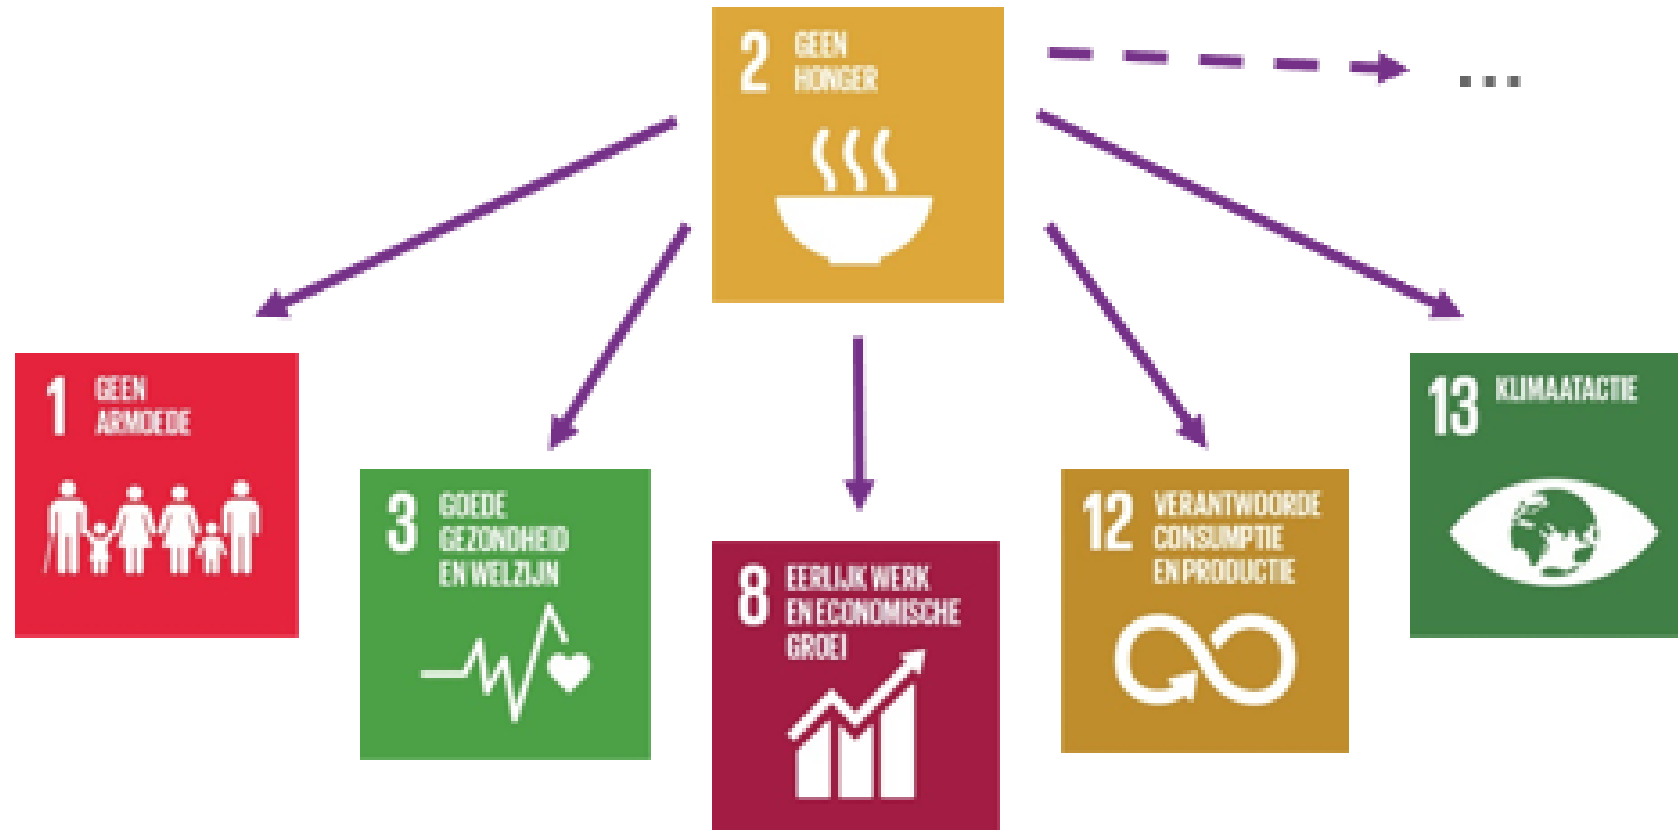 2 GEEN
HONGER
...
1 GEEN
ARMOEDE
3 GOEDE
GEZONDHEID
EN WELZIJN
8 EERLIJK WERK
EN ECONOMISCHE
GROEI
12 VERANTWOORDE
CONSUMPTIE
EN PRODUCTIE
13 KLIMAATACTIE